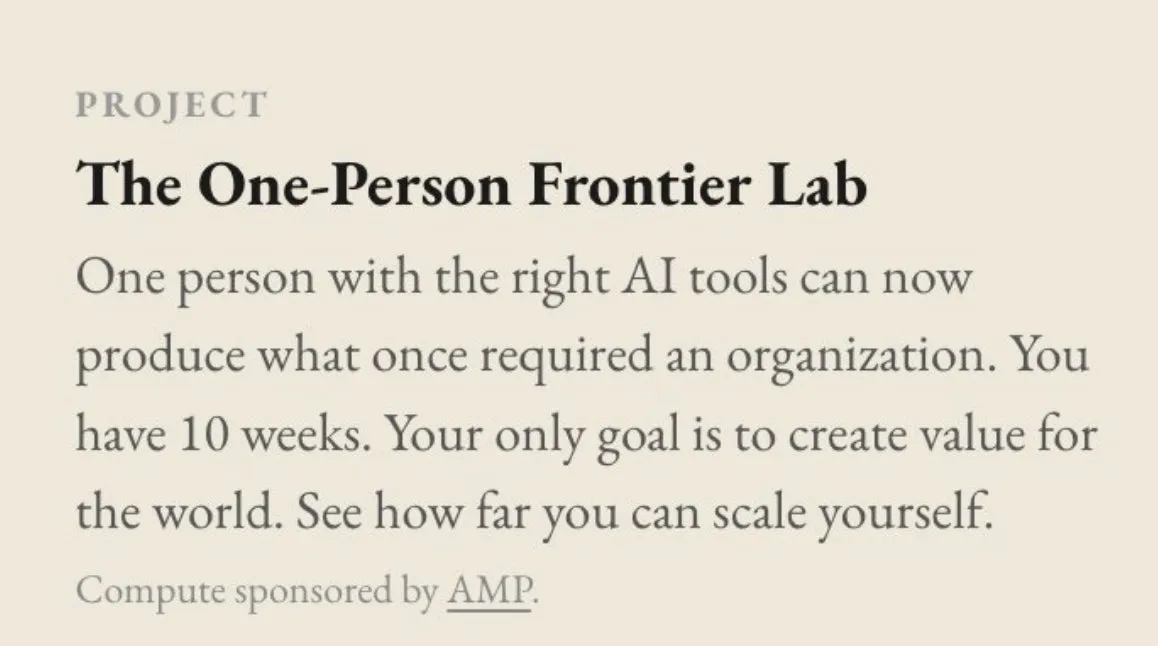 PROJECT
The One-Person Frontier Lab
One person with the right AI tools can now
produce what once required an organization. You
have 10 weeks. Your only goal is to create value for
the world. See how far you can scale yourself.
Compute sponsored by AMP.